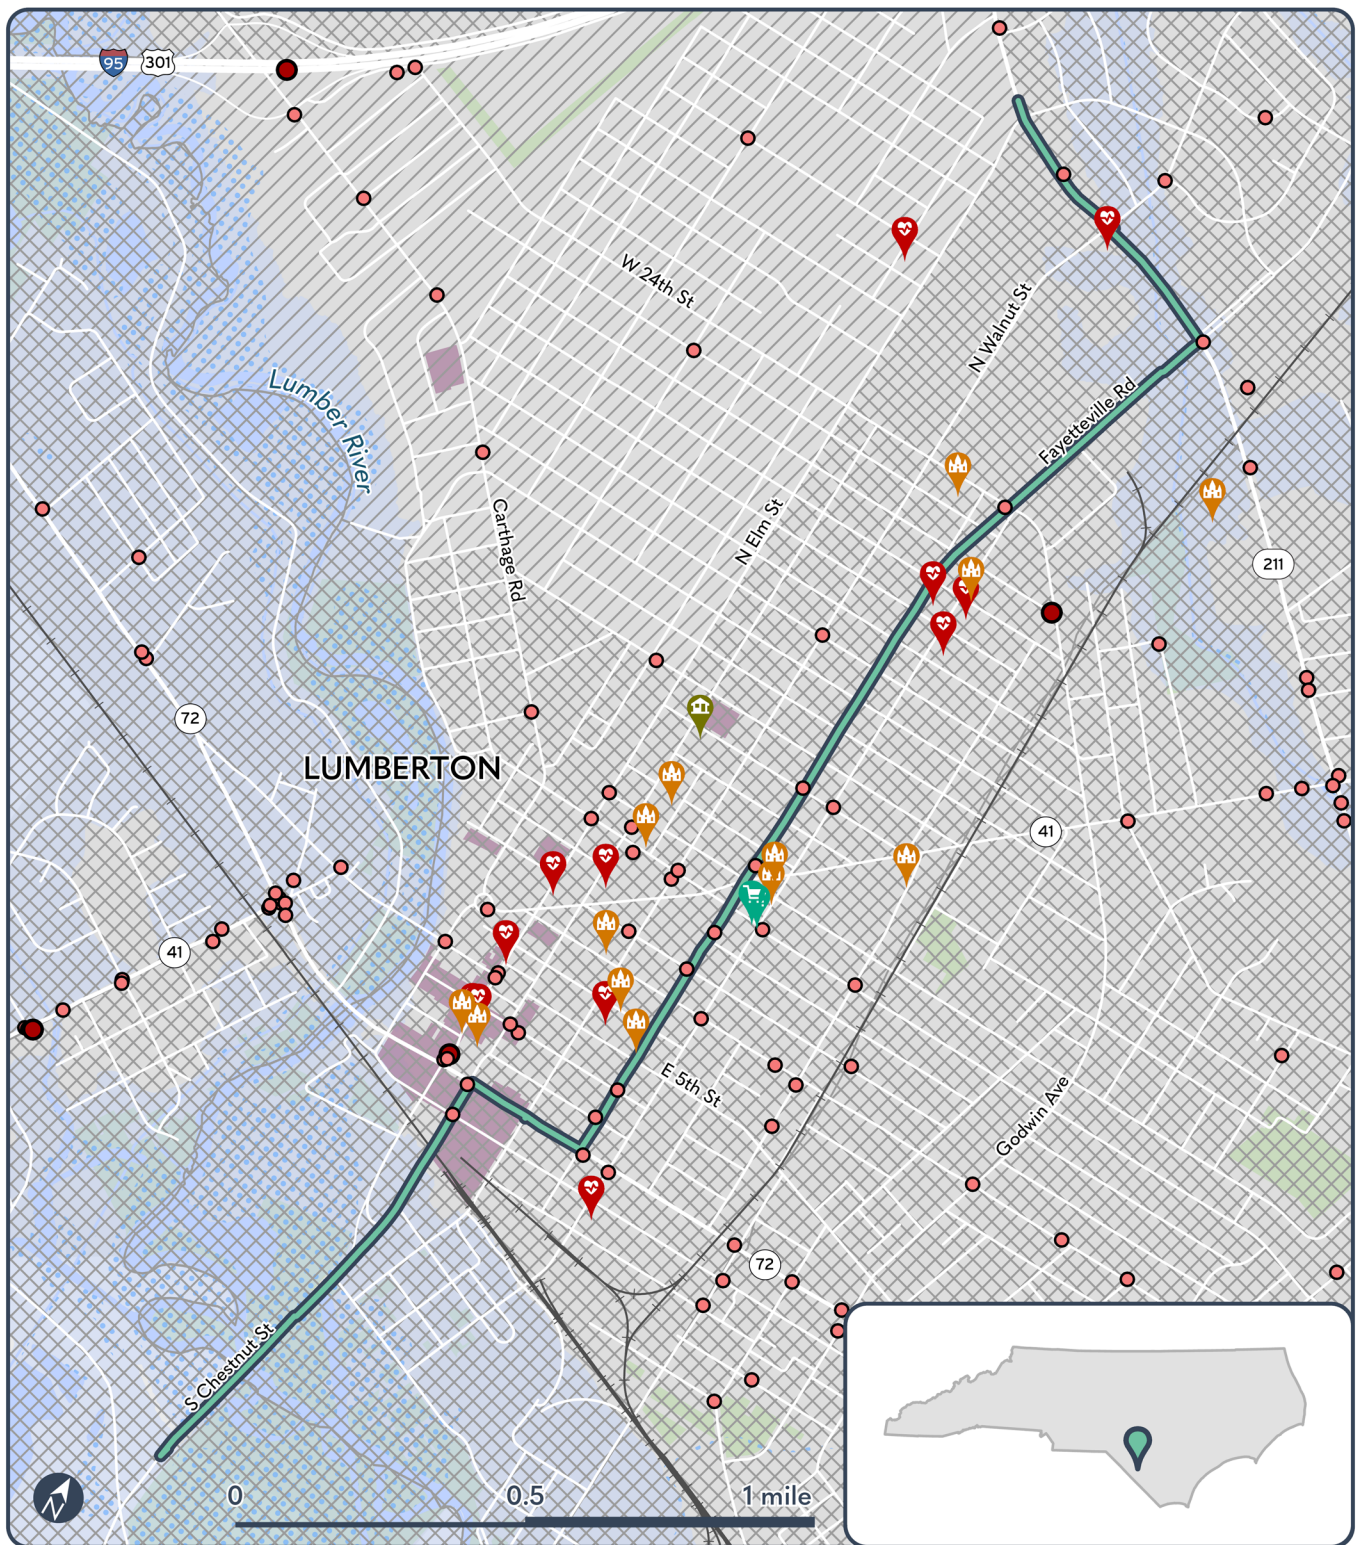 95
301
W 24th St
N Walnut St
Lumber River
Fayetteville Rd
Carthage Rd
N Elm St
211
72
LUMBERTON
41
41
E 5th St
Godwin Ave
72
S Chestnut St
N
0
0.5
1 mile